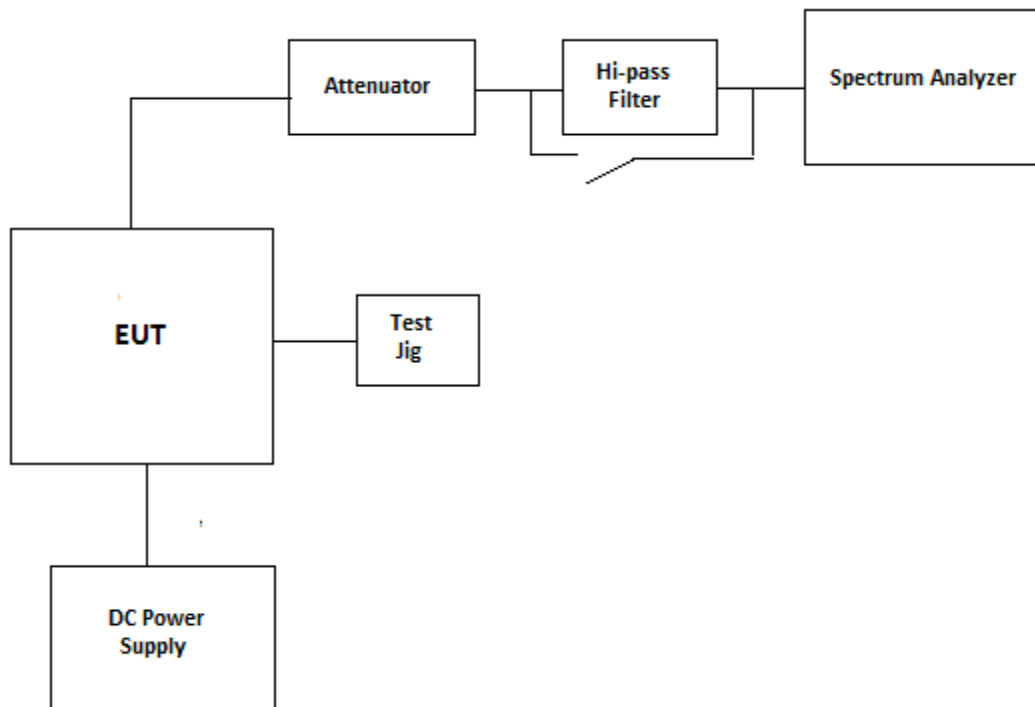 Attenuator
Hi-pass
Filter
Spectrum Analyzer
EUT
Test
Jig
DC Power
Supply